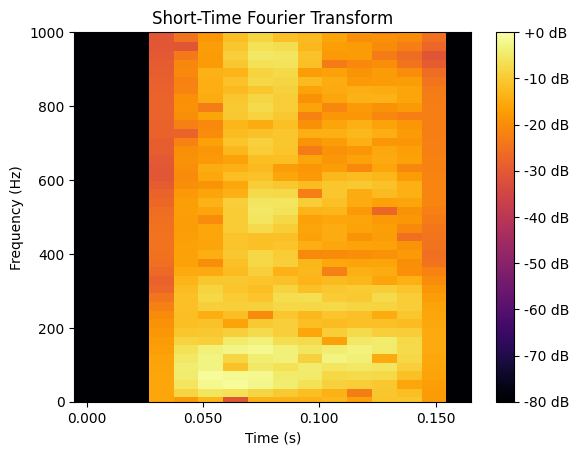 Short-Time Fourier Transform
1000
800
600
400
200
0
Frequency (Hz)
0.000
0.050
0.100
0.150
Time (s)
+0 dB
-10 dB
-20 dB
-30 dB
-40 dB
-50 dB
-60 dB
-70 dB
-80 dB